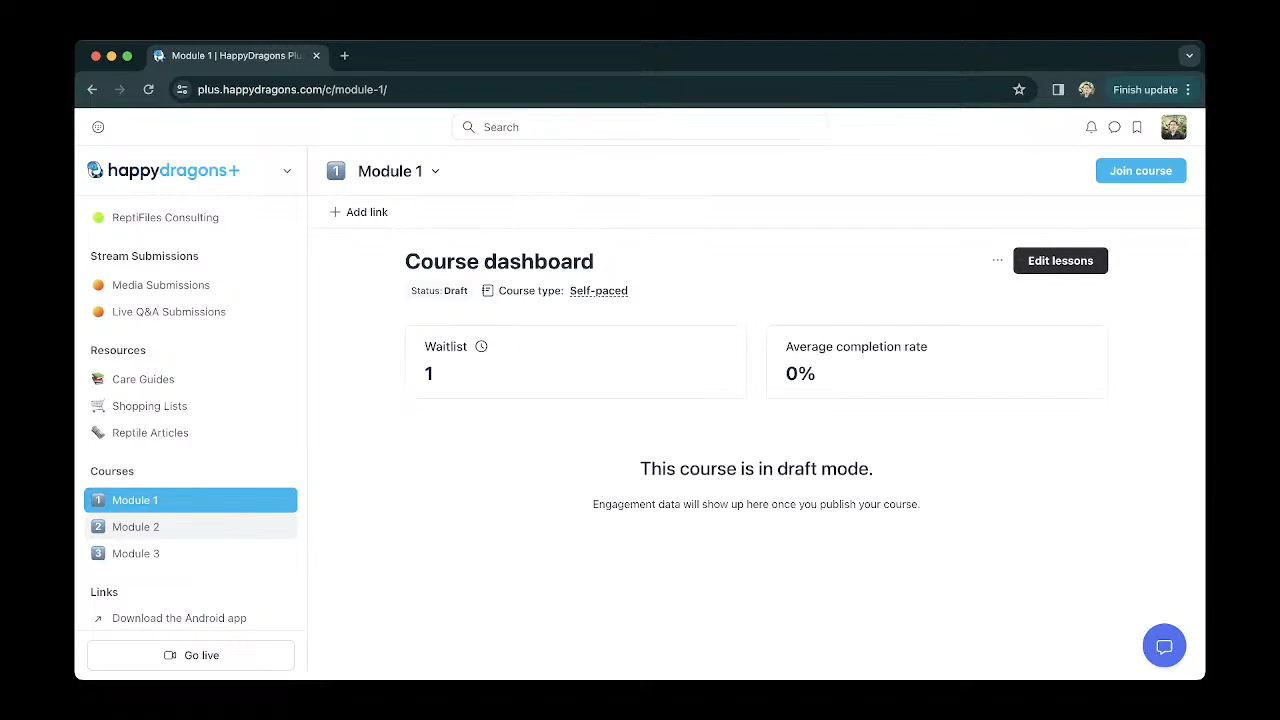 Module 1 | HappyDragons Plu
plus.happydragons.com/c/module-1/
Finish update
Search
happydragons+
1 Module 1
Join course
+ Add link
ReptiFiles Consulting
Stream Submissions
Media Submissions
Live Q&A Submissions
Resources
Care Guides
Shopping Lists
Reptile Articles
Courses
1 Module 1
2 Module 2
3 Module 3
Links
Download the Android app
Go live
Course dashboard
Edit lessons
Status: Draft Course type: Self-paced
Waitlist
1
Average completion rate
0%
This course is in draft mode.
Engagement data will show up here once you publish your course.